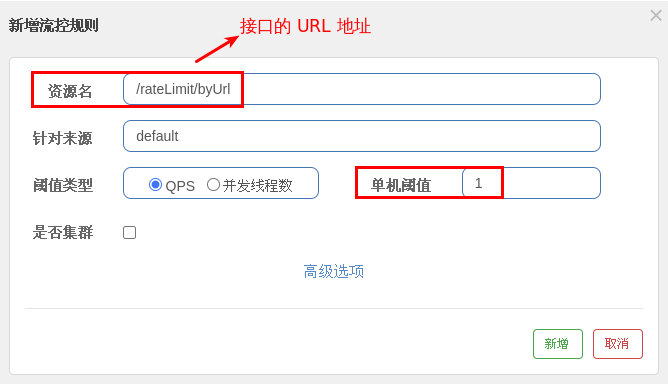 新增流控规则
接口的 URL 地址
×
资源名 /rateLimit/byUrl
针对来源 default
阈值类型 QPS 并发线程数 单机阈值 1
是否集群
高级选项
新增 取消